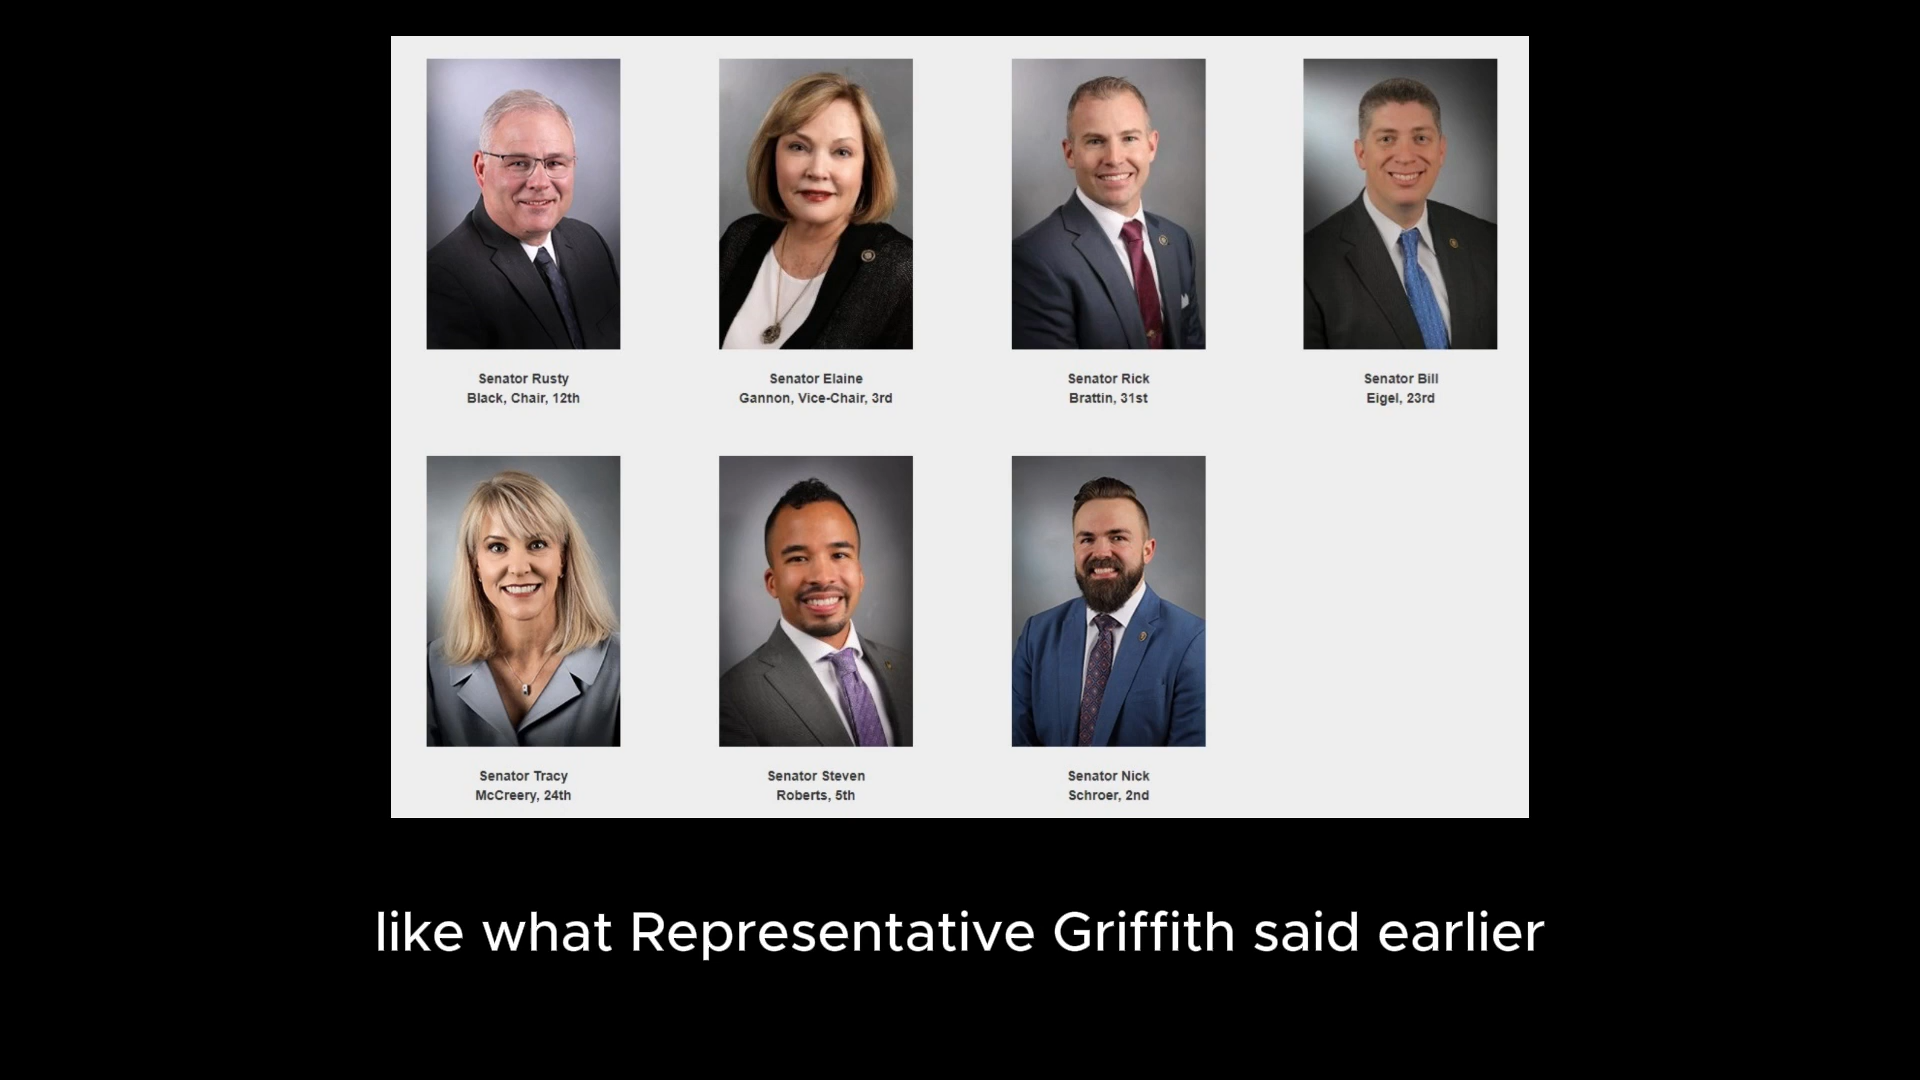 Senator Rusty
Black, Chair, 12th
Senator Elaine
Gannon, Vice-Chair, 3rd
Senator Rick
Brattin, 31st
Senator Bill
Eigel, 23rd
Senator Tracy
McCreery, 24th
Senator Steven
Roberts, 5th
Senator Nick
Schroer, 2nd
like what Representative Griffith said earlier